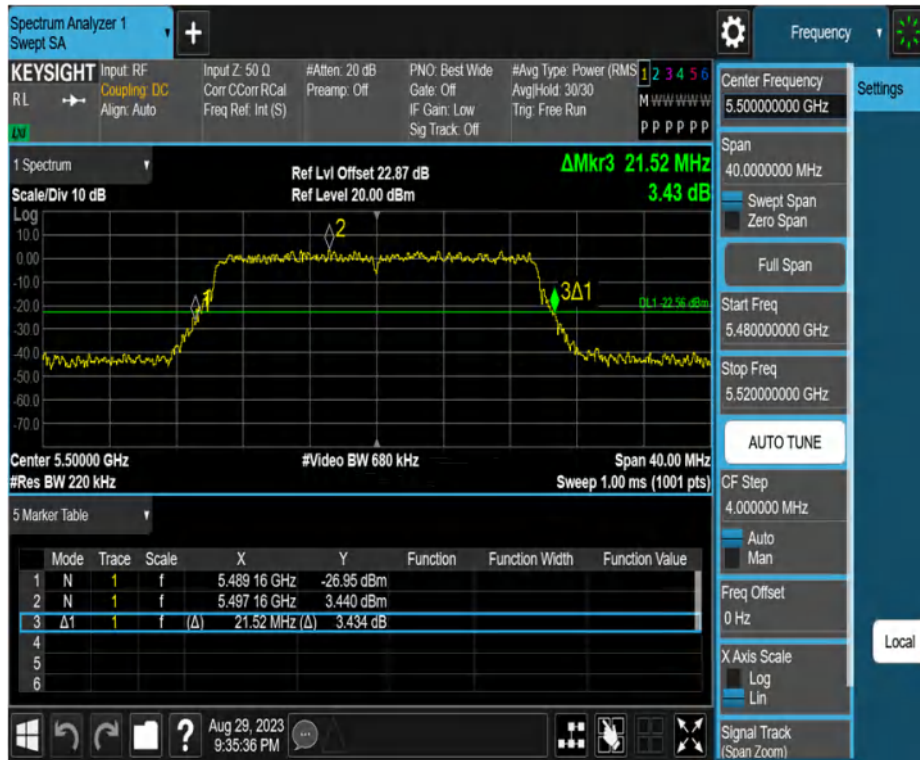 Spectrum Analyzer 1
Swept SA
+
Frequency
KEYSIGHT
RL
LXI
Input: RF
Coupling: DC
Align: Auto
Input Z: 50 Ω
Corr CCorr RCal
Freq Ref: Int (S)
#Atten: 20 dB
Preamp: Off
PNO: Best Wide
Gate: Off
IF Gain: Low
Sig Track: Off
#Avg Type: Power (RMS
Avg|Hold: 30/30
Trig: Free Run
1 2 3 4 5 6
M W W W W W
P P P P P P
Center Frequency
5.500000000 GHz
Settings
Span
40.0000000 MHz
Swept Span
Zero Span
Full Span
Start Freq
5.480000000 GHz
Stop Freq
5.520000000 GHz
AUTO TUNE
CF Step
4.000000 MHz
Auto
Man
Freq Offset
0 Hz
X Axis Scale
Log
Lin
Local
Signal Track
(Span Zoom)
1 Spectrum
Scale/Div 10 dB
Ref Lvl Offset 22.87 dB
Ref Level 20.00 dBm
ΔMkr3 21.52 MHz
3.43 dB
Log
10.0
0.00
-10.0
-20.0
-30.0
-40.0
-50.0
-60.0
-70.0
1
2
3Δ1
DL1 -22.56 dBm
Center 5.50000 GHz
#Video BW 680 kHz
Span 40.00 MHz
#Res BW 220 kHz
Sweep 1.00 ms (1001 pts)
5 Marker Table
Mode Trace Scale X Y Function Function Width Function Value
1 N 1 f 5.489 16 GHz -26.95 dBm
2 N 1 f 5.497 16 GHz 3.440 dBm
3 Δ1 1 f (Δ) 21.52 MHz (Δ) 3.434 dB
4
5
6
?
Aug 29, 2023
9:35:36 PM